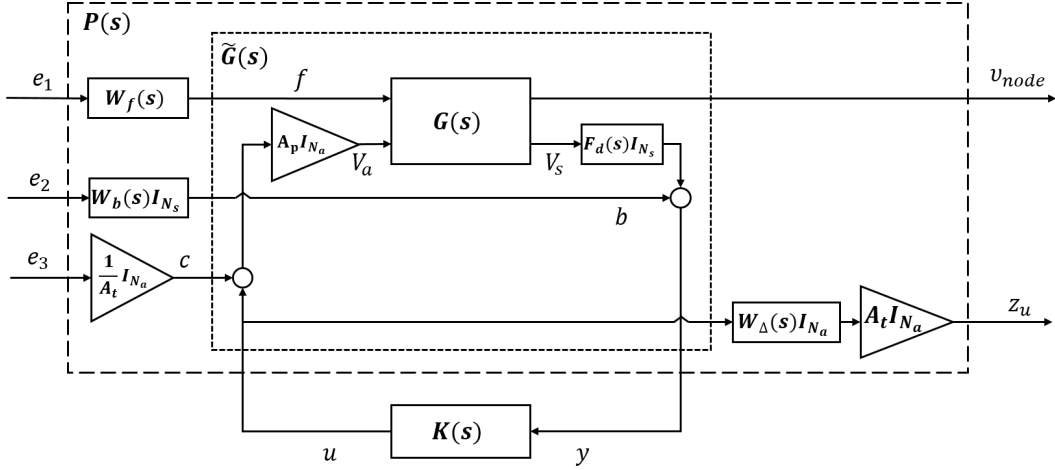 P(s)
G̃(s)
e₁
W_f(s)
f
G(s)
υ_node
A_p I_{N_a}
V_a
V_s
F_d(s)I_{N_s}
e₂
W_b(s)I_{N_s}
b
e₃
1/A_t I_{N_a}
c
W_Δ(s)I_{N_a}
A_t I_{N_a}
z_u
K(s)
u
y